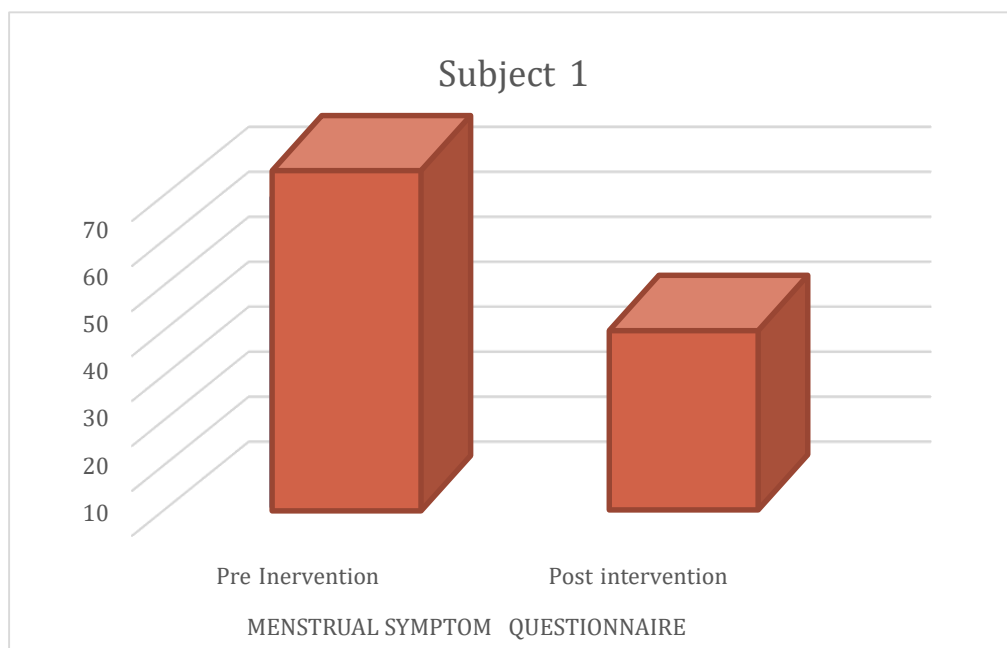 Subject 1
70
60
50
40
30
20
10
Pre Inervention Post intervention
MENSTRUAL SYMPTOM QUESTIONNAIRE